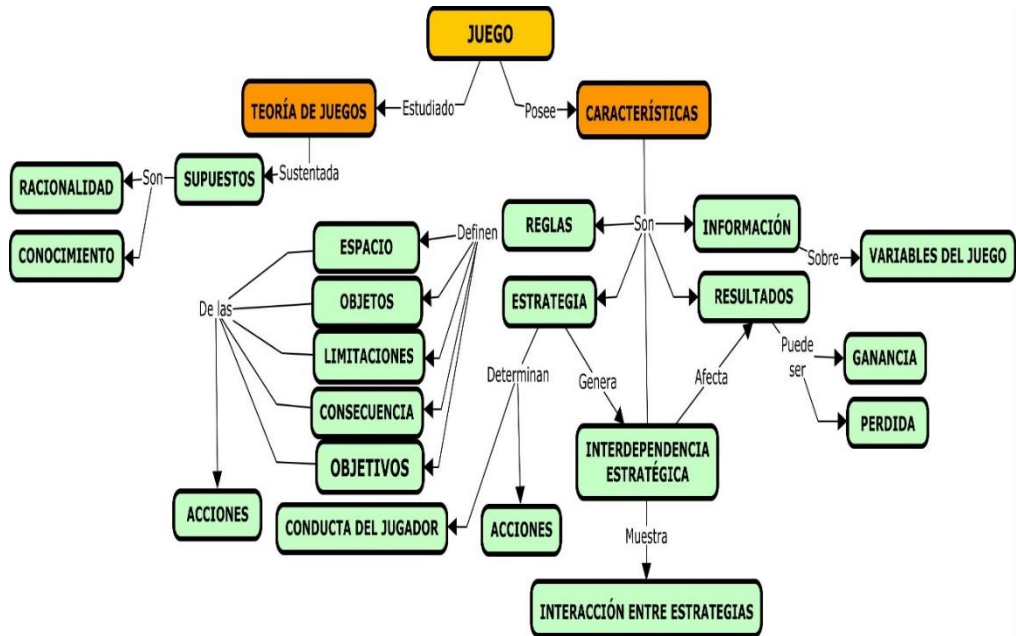 JUEGO
TEORÍA DE JUEGOS
Estudiado
Posee
CARACTERÍSTICAS
RACIONALIDAD
Son
SUPUESTOS
Sustentada
CONOCIMIENTO
ESPACIO
Definen
REGLAS
Son
INFORMACIÓN
Sobre
VARIABLES DEL JUEGO
De las
OBJETOS
ESTRATEGIA
RESULTADOS
LIMITACIONES
Determinan
Genera
Afecta
Puede
ser
GANANCIA
CONSECUENCIA
PERDIDA
OBJETIVOS
INTERDEPENDENCIA
ESTRATÉGICA
ACCIONES
CONDUCTA DEL JUGADOR
ACCIONES
Muestra
INTERACCIÓN ENTRE ESTRATEGIAS